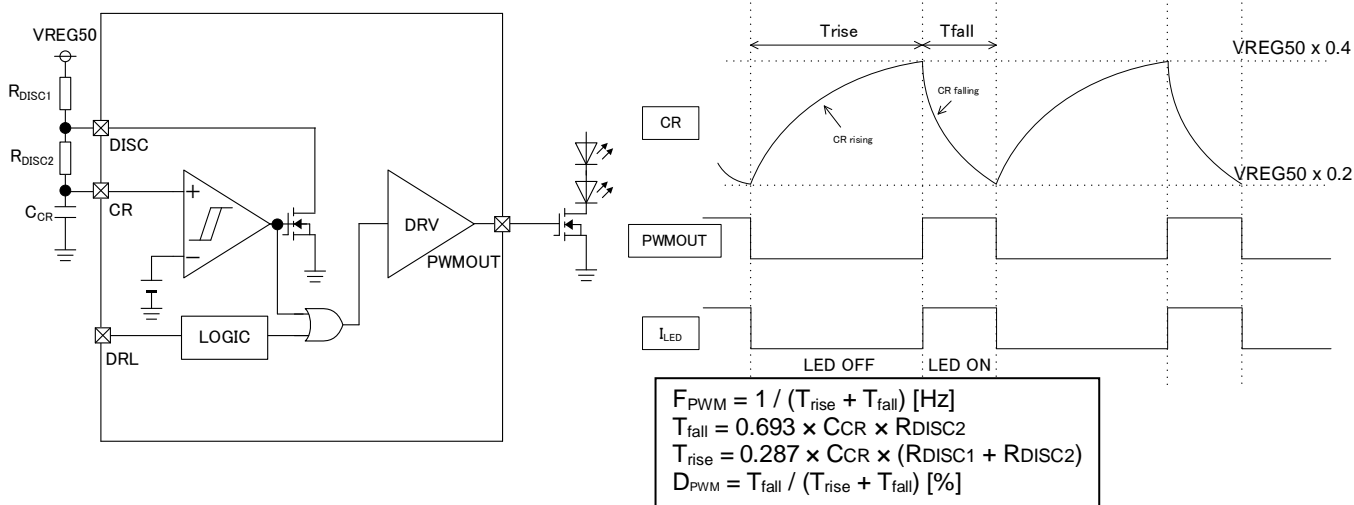 VREG50
RDISC1
DISC
RDISC2
CR
CCR
+
−
DRV
PWMOUT
LOGIC
DRL
Trise
Tfall
VREG50 x 0.4
CR
CR rising
CR falling
VREG50 x 0.2
PWMOUT
ILED
LED OFF
LED ON
FPWM = 1 / (Trise + Tfall) [Hz]
Tfall = 0.693 × CCR × RDISC2
Trise = 0.287 × CCR × (RDISC1 + RDISC2)
DPWM = Tfall / (Trise + Tfall) [%]